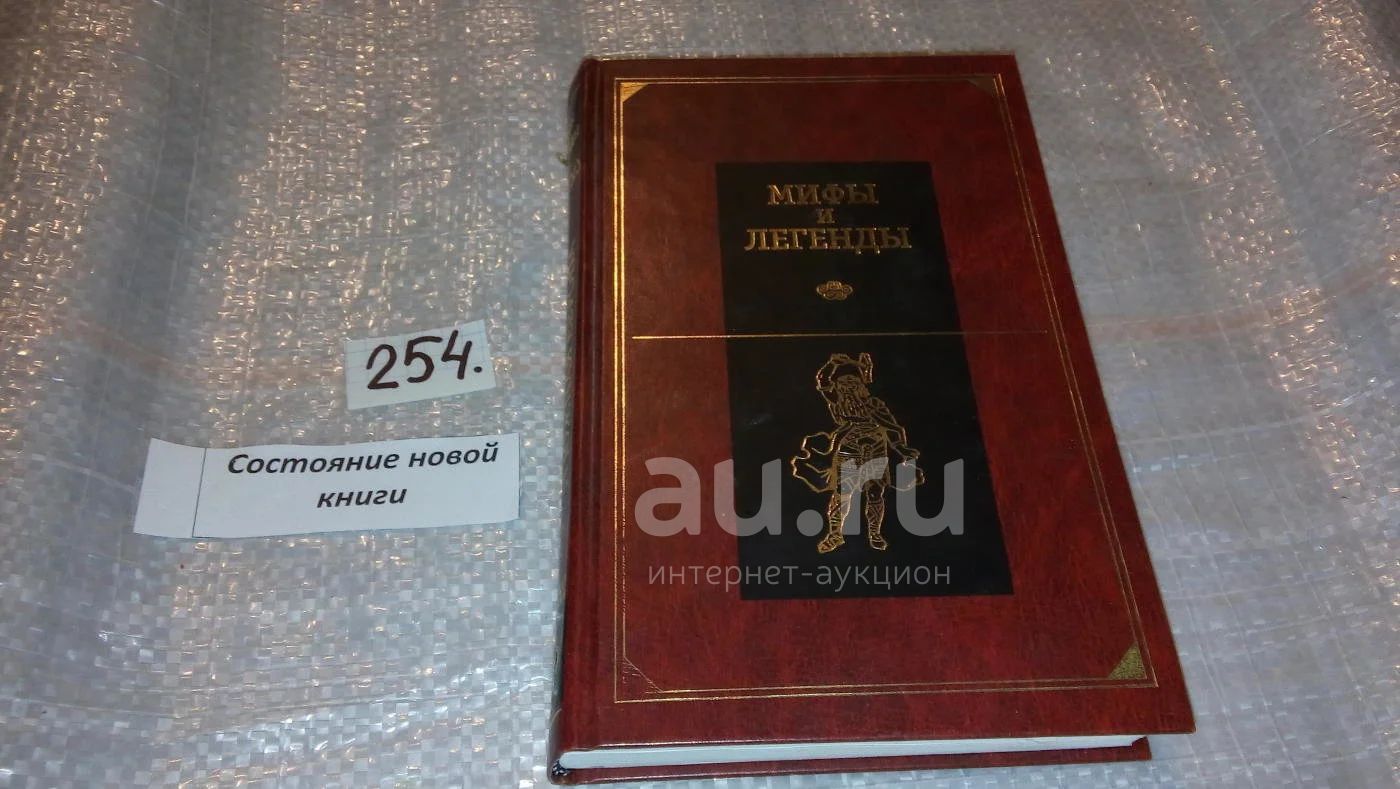 МИФЫ
и
ЛЕГЕНДЫ
254.
Состояние новой
книги
au.ru
интернет-аукцион